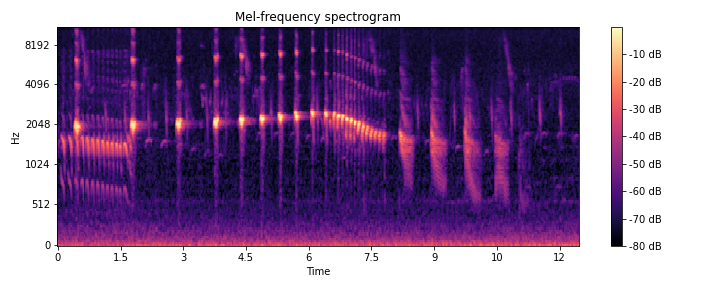 Mel-frequency spectrogram
8192
4096
2048
1024
512
0
Hz
0 1.5 3 4.5 6 7.5 9 10 12
Time
-10 dB
-20 dB
-30 dB
-40 dB
-50 dB
-60 dB
-70 dB
-80 dB